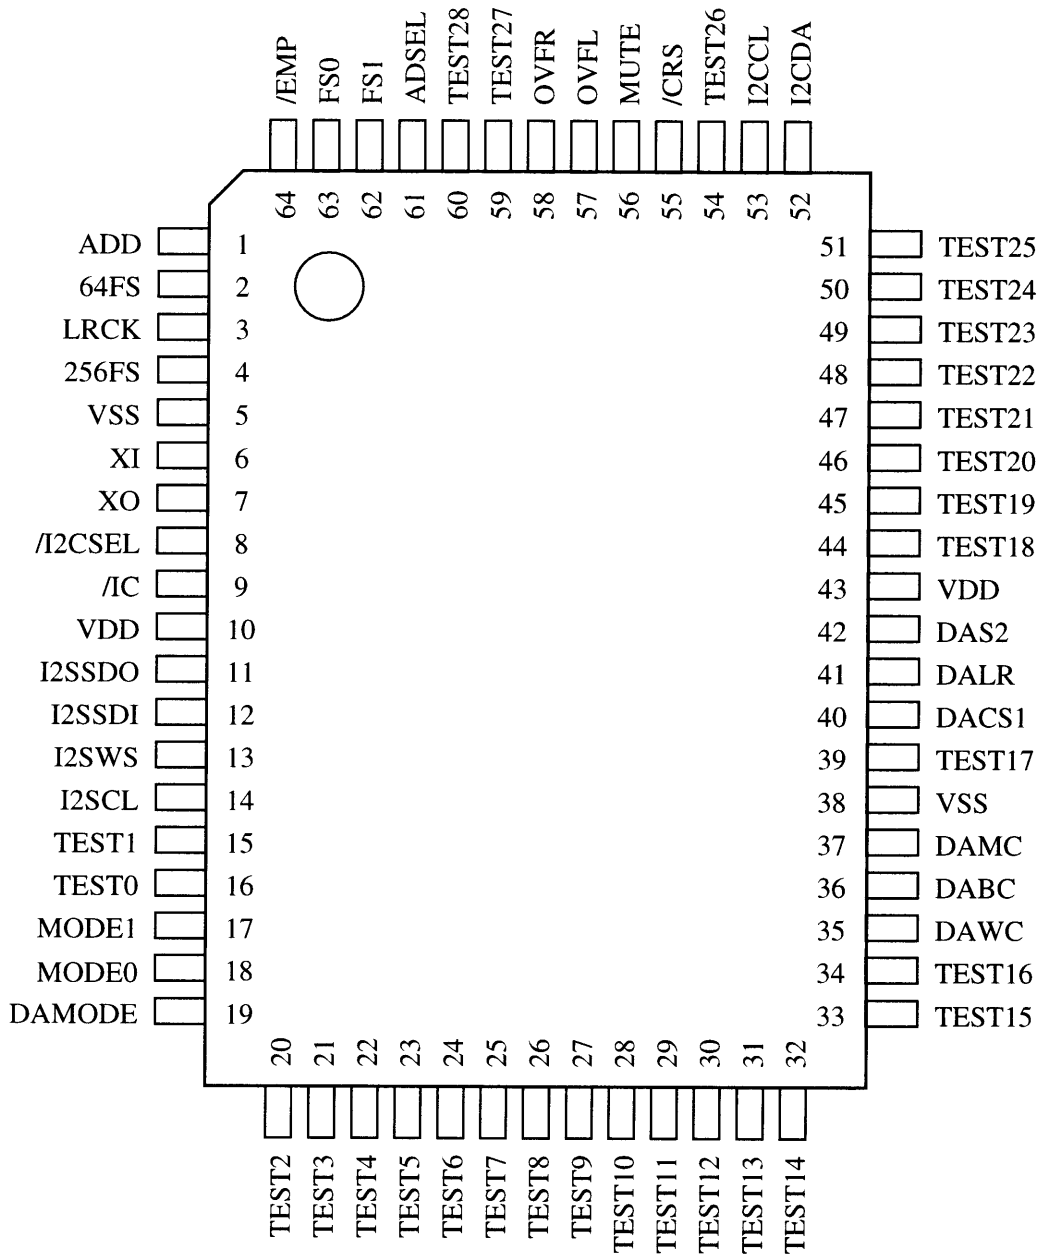 /EMP
FS0
FS1
ADSEL
TEST28
TEST27
OVFR
OVFL
MUTE
/CRS
TEST26
I2CCL
I2CDA
64
63
62
61
60
59
58
57
56
55
54
53
52
ADD 1
64FS 2
LRCK 3
256FS 4
VSS 5
XI 6
XO 7
/I2CSEL 8
/IC 9
VDD 10
I2SSDO 11
I2SSDI 12
I2SWS 13
I2SCL 14
TEST1 15
TEST0 16
MODE1 17
MODE0 18
DAMODE 19
51 TEST25
50 TEST24
49 TEST23
48 TEST22
47 TEST21
46 TEST20
45 TEST19
44 TEST18
43 VDD
42 DAS2
41 DALR
40 DACS1
39 TEST17
38 VSS
37 DAMC
36 DABC
35 DAWC
34 TEST16
33 TEST15
20
21
22
23
24
25
26
27
28
29
30
31
32
TEST2
TEST3
TEST4
TEST5
TEST6
TEST7
TEST8
TEST9
TEST10
TEST11
TEST12
TEST13
TEST14